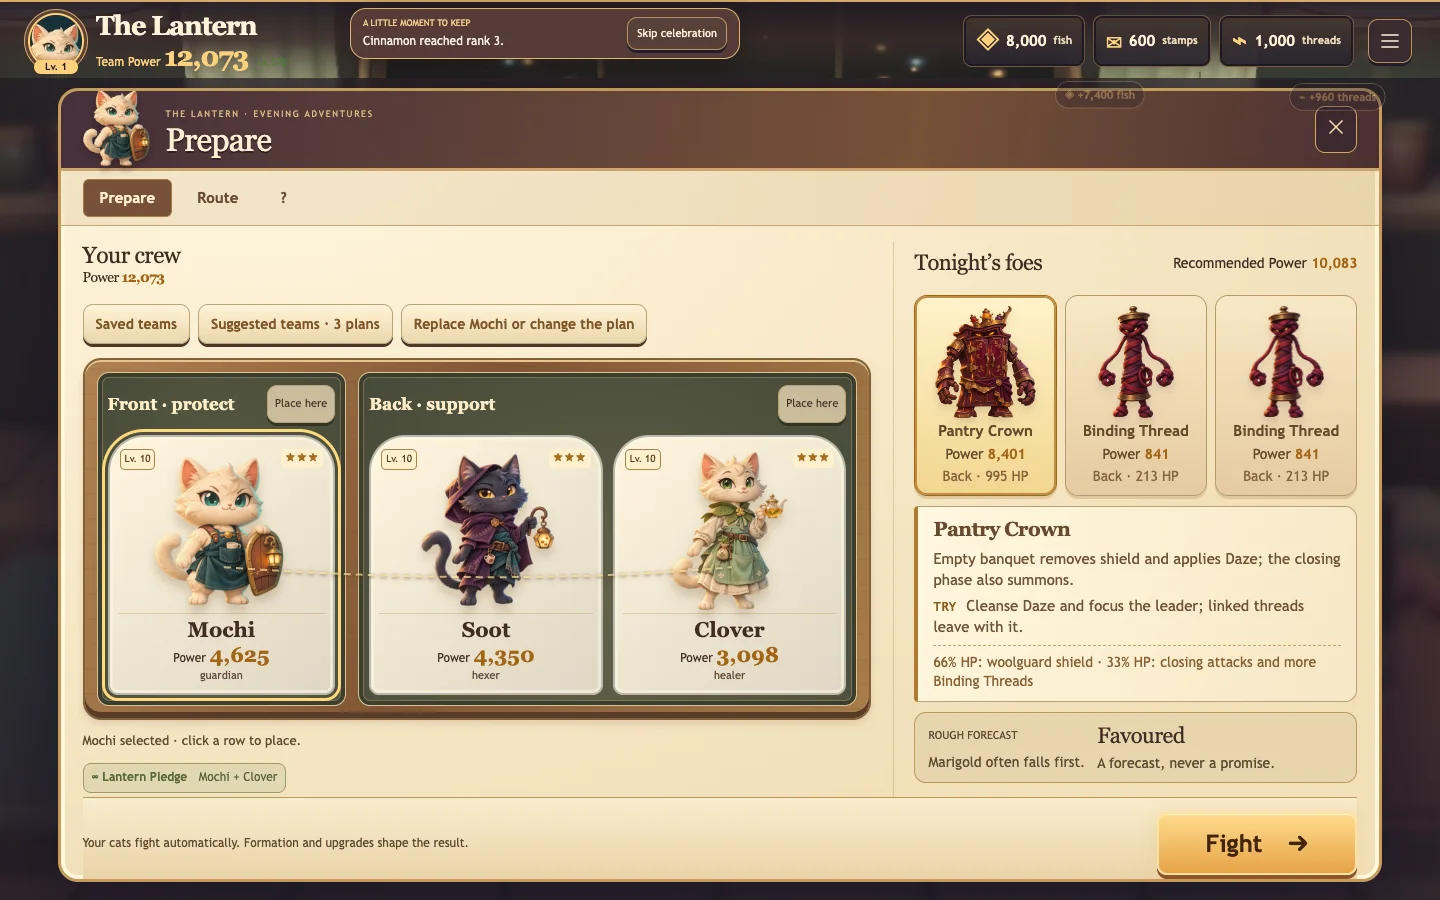 The Lantern
Team Power 12,073
Lv. 1
A LITTLE MOMENT TO KEEP
Cinnamon reached rank 3.
Skip celebration
8,000 fish
600 stamps
1,000 threads
+7,400 fish
+960 threads
THE LANTERN · EVENING ADVENTURES
Prepare
Prepare
Route
?
Your crew
Power 12,073
Saved teams
Suggested teams · 3 plans
Replace Mochi or change the plan
Front · protect
Place here
Back · support
Place here
Lv. 10
Mochi
Power 4,625
guardian
Lv. 10
Soot
Power 4,350
hexer
Lv. 10
Clover
Power 3,098
healer
Mochi selected · click a row to place.
∞ Lantern Pledge Mochi + Clover
Tonight's foes
Recommended Power 10,083
Pantry Crown
Power 8,401
Back · 995 HP
Binding Thread
Power 841
Back · 213 HP
Binding Thread
Power 841
Back · 213 HP
Pantry Crown
Empty banquet removes shield and applies Daze; the closing
phase also summons.
TRY Cleanse Daze and focus the leader; linked threads
leave with it.
66% HP: woolguard shield · 33% HP: closing attacks and more
Binding Threads
ROUGH FORECAST
Marigold often falls first.
Favoured
A forecast, never a promise.
Your cats fight automatically. Formation and upgrades shape the result.
Fight →